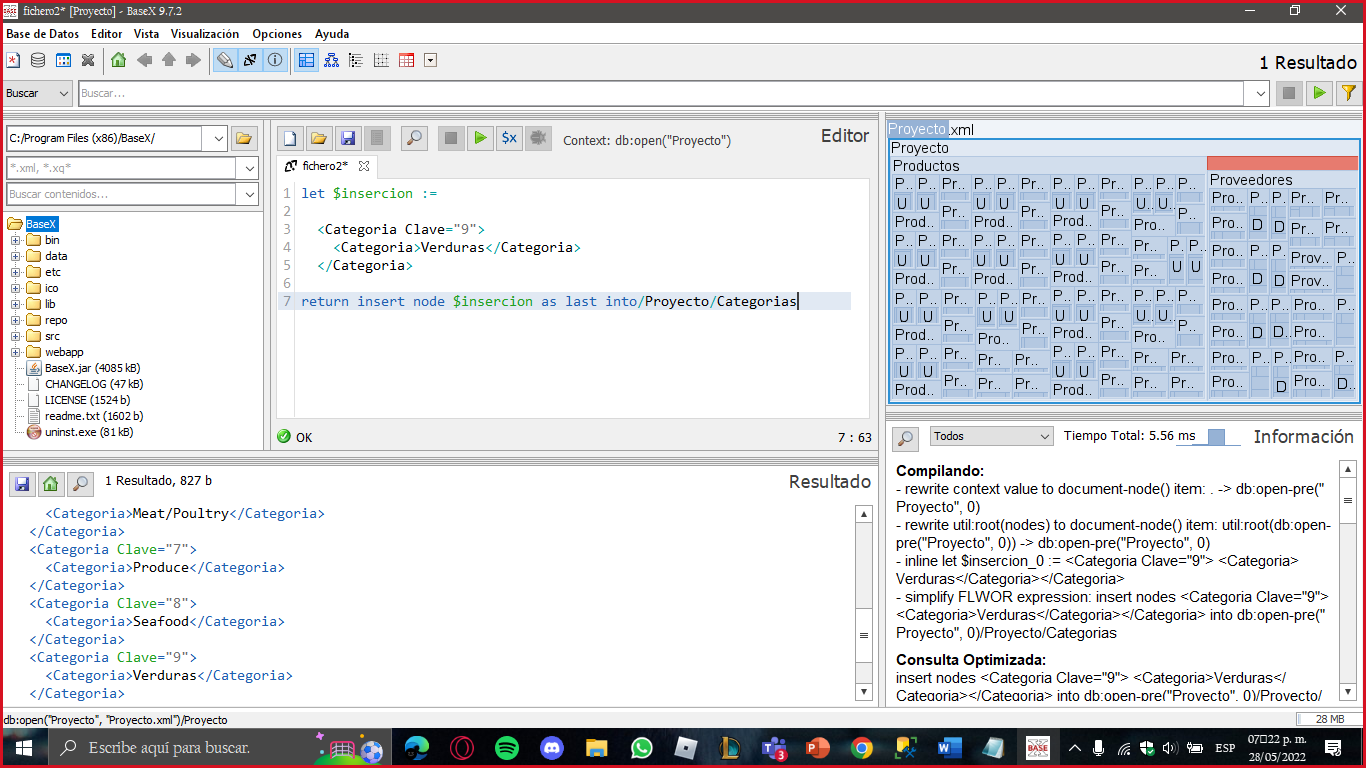 fichero2* [Proyecto] - BaseX 9.7.2
Base de Datos Editor Vista Visualización Opciones Ayuda
1 Resultado
Buscar Buscar...
C:/Program Files (x86)/BaseX/
*.xml, *.xq*
Buscar contenidos...
BaseX
bin
data
etc
ico
lib
repo
src
webapp
BaseX.jar (4085 kB)
CHANGELOG (47 kB)
LICENSE (1524 b)
readme.txt (1602 b)
uninst.exe (81 kB)
Context: db:open("Proyecto")
Editor
fichero2*
1 let $insercion :=
2
3 <Categoria Clave="9">
4 <Categoria>Verduras</Categoria>
5 </Categoria>
6
7 return insert node $insercion as last into/Proyecto/Categorias
OK
7 : 63
Proyecto.xml
Proyecto
Productos
Proveedores
1 Resultado, 827 b
Resultado
<Categoria>Meat/Poultry</Categoria>
</Categoria>
<Categoria Clave="7">
<Categoria>Produce</Categoria>
</Categoria>
<Categoria Clave="8">
<Categoria>Seafood</Categoria>
</Categoria>
<Categoria Clave="9">
<Categoria>Verduras</Categoria>
</Categoria>
Todos
Tiempo Total: 5.56 ms
Información
Compilando:
- rewrite context value to document-node() item: . -> db:open-pre("
Proyecto", 0)
- rewrite util:root(nodes) to document-node() item: util:root(db:open-
pre("Proyecto", 0)) -> db:open-pre("Proyecto", 0)
- inline let $insercion_0 := <Categoria Clave="9"> <Categoria>
Verduras</Categoria></Categoria>
- simplify FLWOR expression: insert nodes <Categoria Clave="9">
<Categoria>Verduras</Categoria></Categoria> into db:open-pre("
Proyecto", 0)/Proyecto/Categorias
Consulta Optimizada:
insert nodes <Categoria Clave="9"> <Categoria>Verduras</
Categoria></Categoria> into db:open-pre("Proyecto", 0)/Proyecto/
db:open("Proyecto", "Proyecto.xml")/Proyecto
28 MB
Escribe aquí para buscar.
ESP
07:22 p. m.
28/05/2022